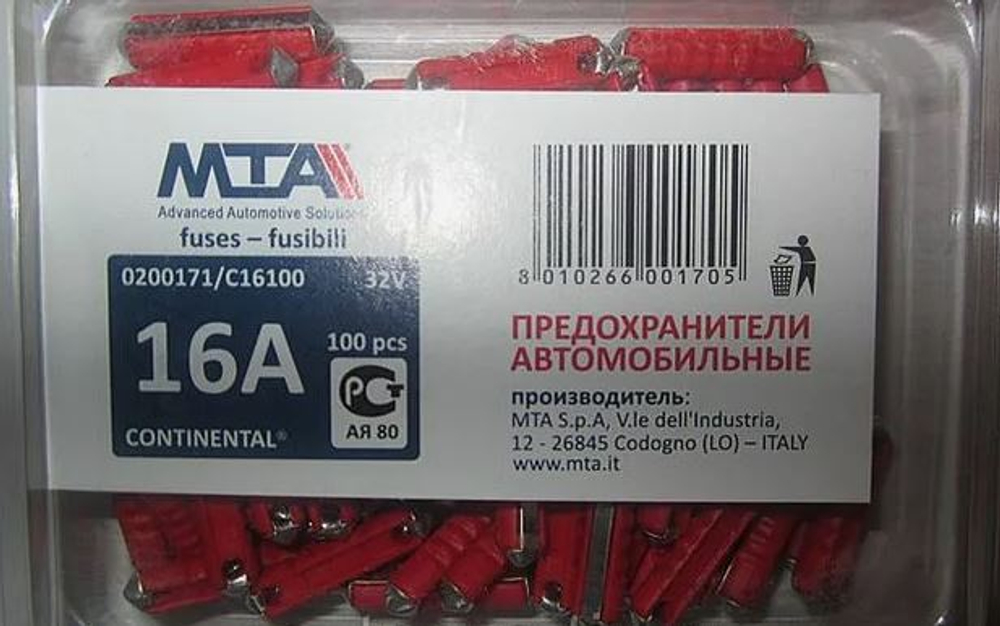 MTA
Advanced Automotive Solutions
fuses – fusibili
0200171/C16100 32V
16A
100 pcs
РСТ
АЯ 80
CONTINENTAL®
8 010266 001705
ПРЕДОХРАНИТЕЛИ
АВТОМОБИЛЬНЫЕ
производитель:
MTA S.p.A, V.le dell'Industria,
12 - 26845 Codogno (LO) – ITALY
www.mta.it